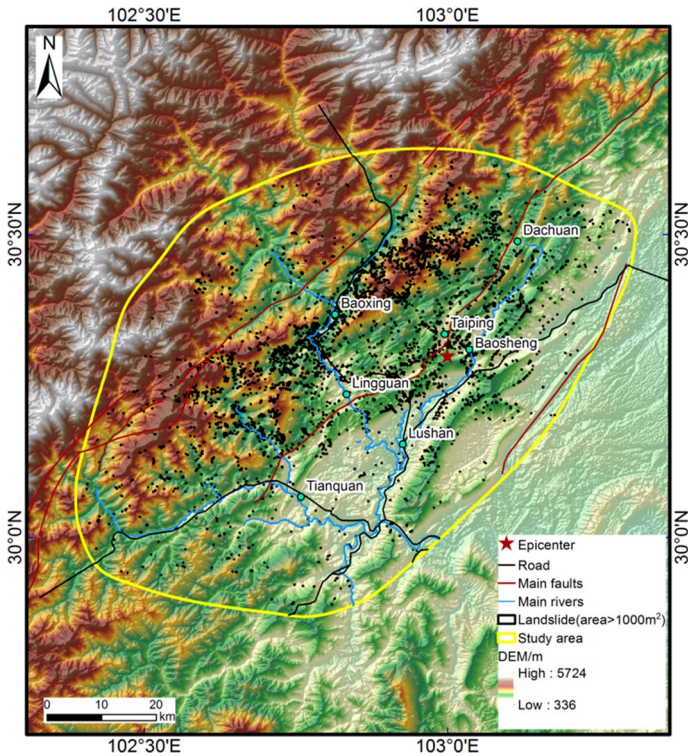 102°30'E 103°0'E
N
30°30'N 30°30'N
Dachuan
Baoxing
Taiping
Baosheng
Lingguan
Lushan
Tianquan
30°0'N 30°0'N
Epicenter
Road
Main faults
Main rivers
Landslide(area>1000m²)
Study area
DEM/m
High : 5724
Low : 336
0 10 20
km
102°30'E 103°0'E